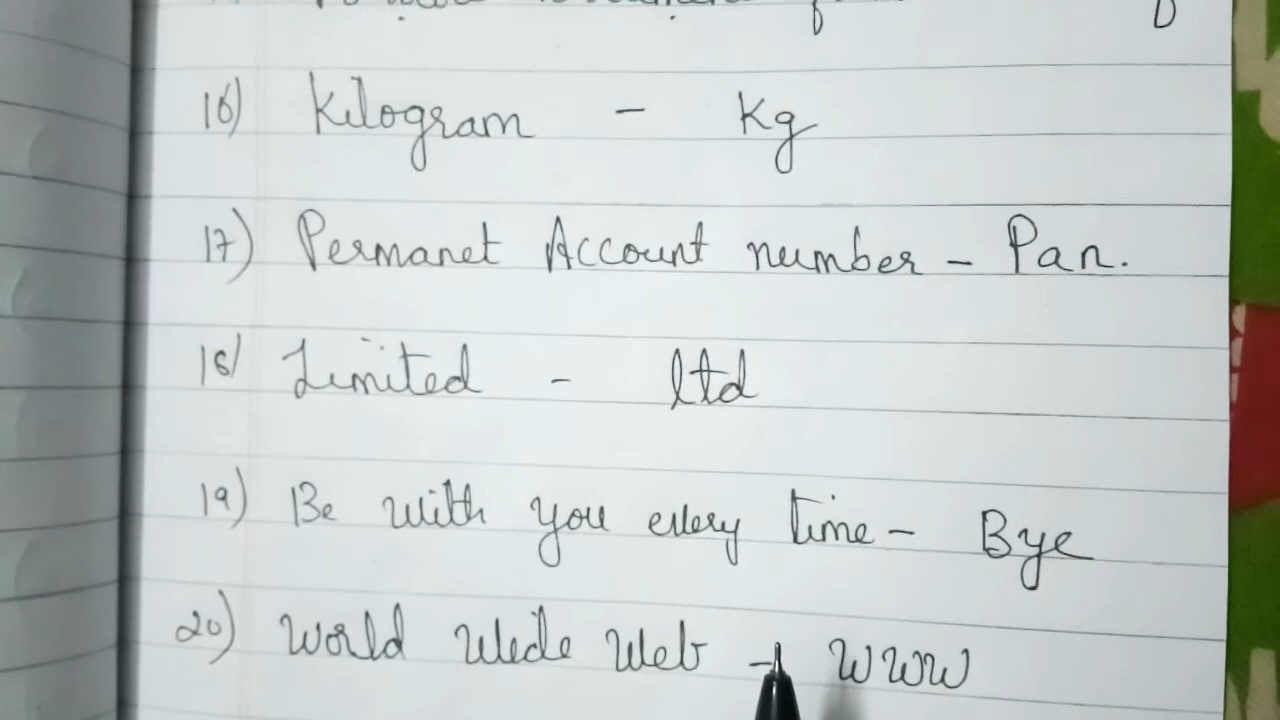 16) Kilogram - Kg
17) Permanet Account number - Pan.
18) Limited - ltd
19) Be with you every time - Bye
20) World Wide Web - WWW